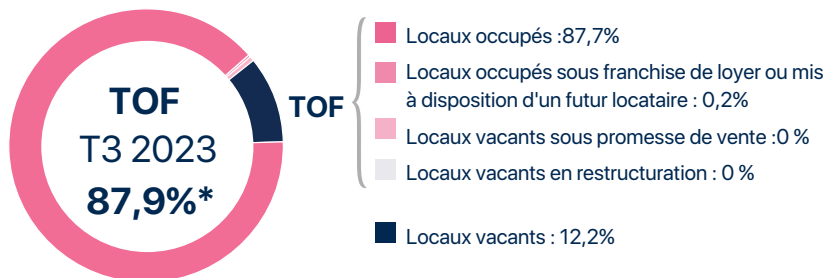 TOF
T3 2023
87,9%*
TOF
Locaux occupés :87,7%
Locaux occupés sous franchise de loyer ou mis
à disposition d'un futur locataire : 0,2%
Locaux vacants sous promesse de vente :0 %
Locaux vacants en restructuration : 0 %
Locaux vacants : 12,2%